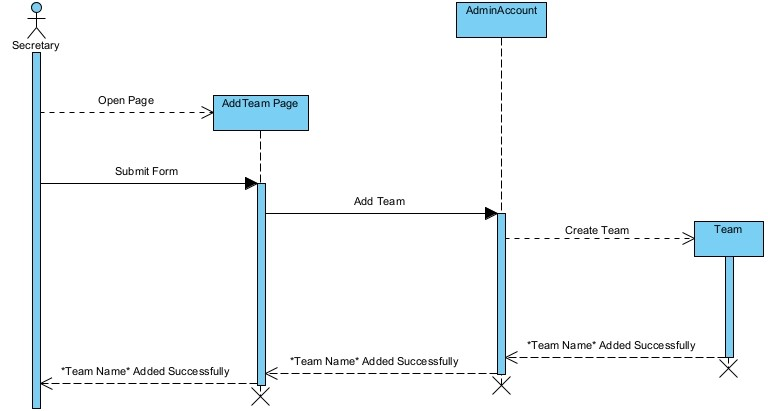 AdminAccount
Secretary
Open Page
AddTeam Page
Submit Form
Add Team
Create Team
Team
*Team Name* Added Successfully
*Team Name* Added Successfully
*Team Name* Added Successfully